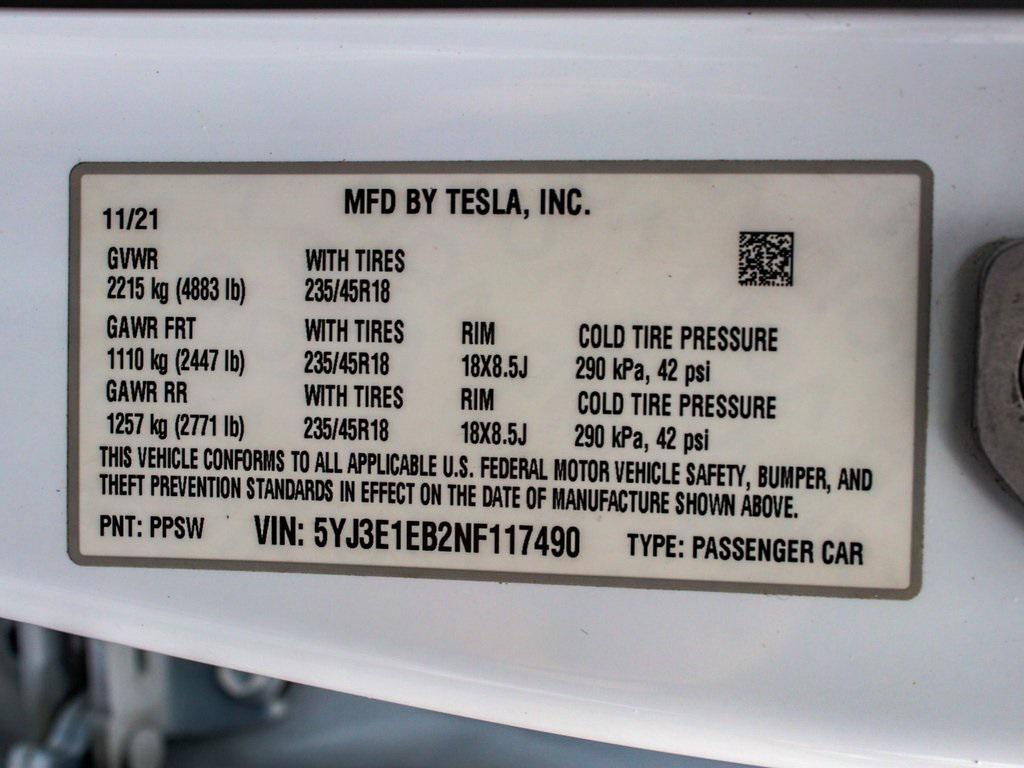 MFD BY TESLA, INC.
11/21
GVWR WITH TIRES
2215 kg (4883 lb) 235/45R18
GAWR FRT WITH TIRES RIM COLD TIRE PRESSURE
1110 kg (2447 lb) 235/45R18 18X8.5J 290 kPa, 42 psi
GAWR RR WITH TIRES RIM COLD TIRE PRESSURE
1257 kg (2771 lb) 235/45R18 18X8.5J 290 kPa, 42 psi
THIS VEHICLE CONFORMS TO ALL APPLICABLE U.S. FEDERAL MOTOR VEHICLE SAFETY, BUMPER, AND
THEFT PREVENTION STANDARDS IN EFFECT ON THE DATE OF MANUFACTURE SHOWN ABOVE.
PNT: PPSW VIN: 5YJ3E1EB2NF117490 TYPE: PASSENGER CAR